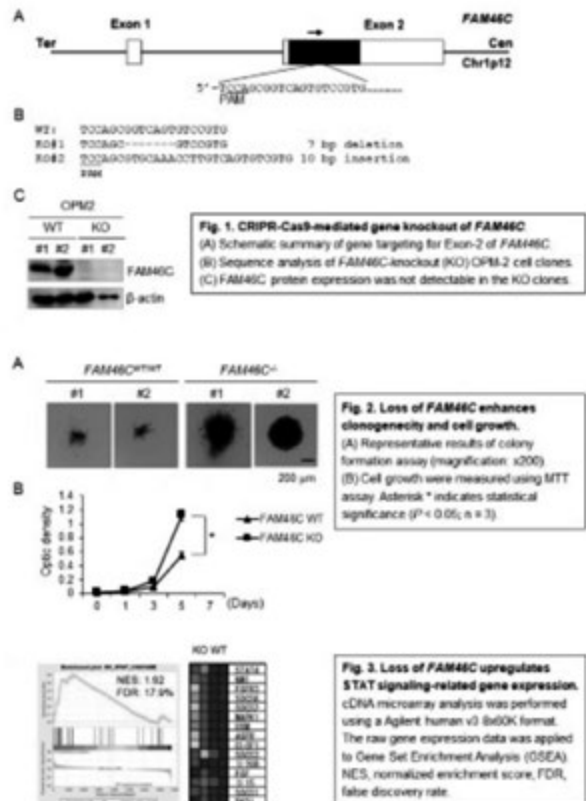 A
FAM46C
Exon 1
Exon 2
Ter
Cen
Chr1p12
5'-TCCAGCGGTCAGTGTCCGTG
PAM
B
WT: TCCAGCGGTCAGTGTCCGTG
KO#1 TCCAGC-------GTCCGTG 7 bp deletion
KO#2 TCCAGCGTGCAAACCTTGTCAGTGTCGTG 10 bp insertion
PAM
C
OPM2
WT KO
#1 #2 #1 #2
FAM46C
β-actin
Fig. 1. CRIPR-Cas9-mediated gene knockout of FAM46C
(A) Schematic summary of gene targeting for Exon-2 of FAM46C.
(B) Sequence analysis of FAM46C-knockout (KO) OPM-2 cell clones.
(C) FAM46C protein expression was not detectable in the KO clones.
A
FAM46C WT/WT FAM46C -/-
#1 #2 #1 #2
200 μm
Fig. 2. Loss of FAM46C enhances
clonogenecity and cell growth.
(A) Representative results of colony
formation assay (magnification: x200)
(B) Cell growth were measured using MTT
assay. Asterisk * indicates statistical
significance (P < 0.05; n = 3).
B
Optic density
1.4
1.2
1
0.8
0.6
0.4
0.2
0
0 1 3 5 7 (Days)
*
FAM46C WT
FAM46C KO
NES: 1.92
FDR: 17.9%
KO WT
Fig. 3. Loss of FAM46C upregulates
STAT signaling-related gene expression.
cDNA microarray analysis was performed
using a Agilent human v3 8x60K format.
The raw gene expression data was applied
to Gene Set Enrichment Analysis (GSEA).
NES, normalized enrichment score, FDR,
false discovery rate.